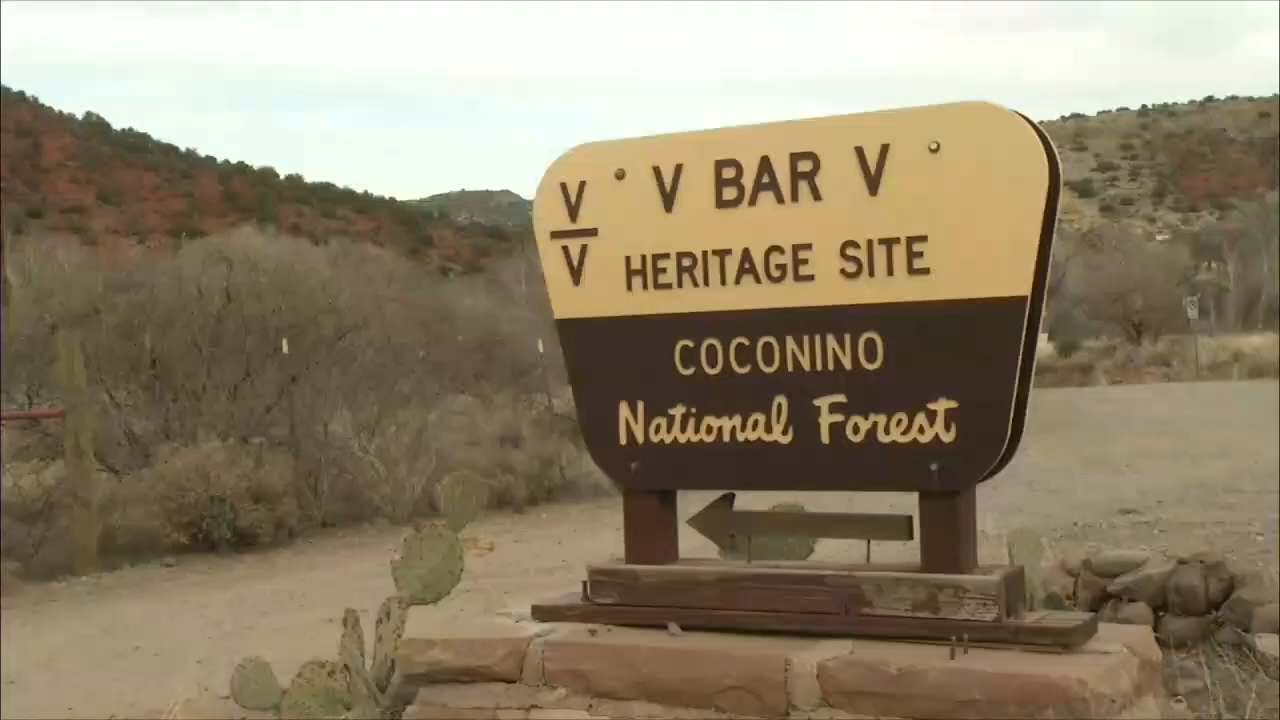 V
V
V BAR V
HERITAGE SITE
COCONINO
National Forest